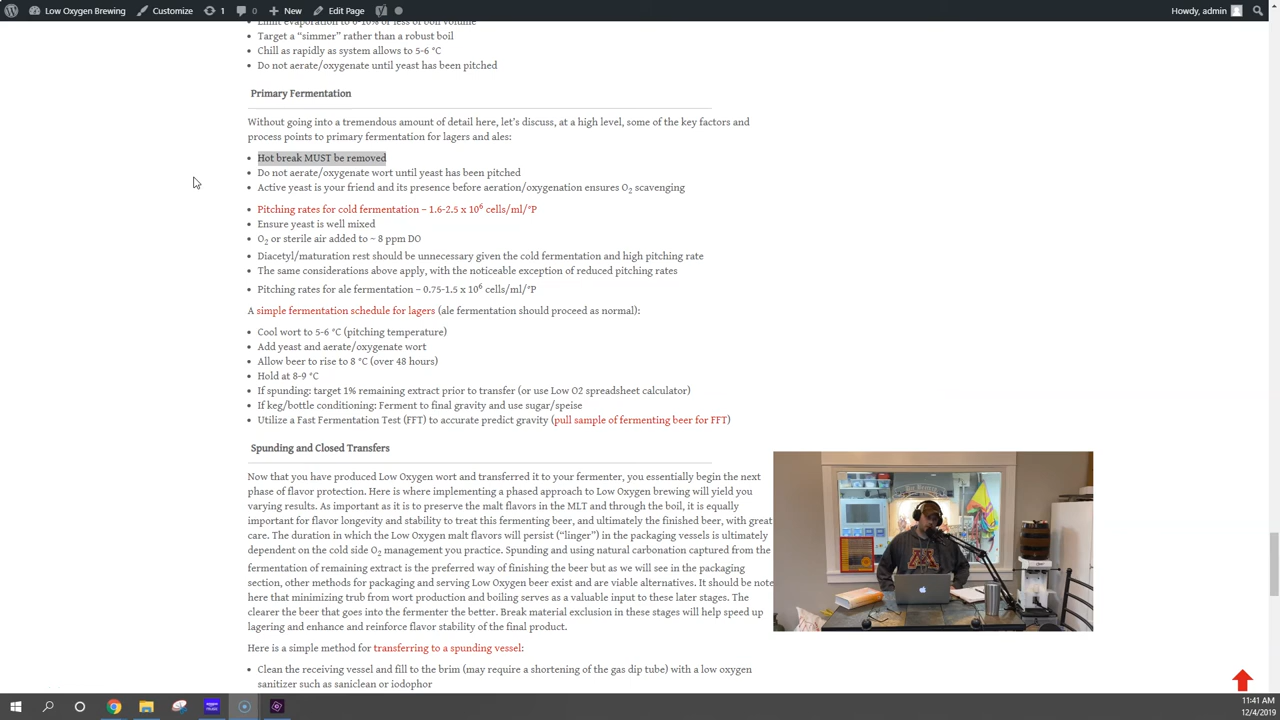 Low Oxygen Brewing
Customize
1
0
New
Edit Page
Howdy, admin
Limit evaporation to 6-10% or less of boil volume
Target a “simmer” rather than a robust boil
Chill as rapidly as system allows to 5-6 °C
Do not aerate/oxygenate until yeast has been pitched
Primary Fermentation
Without going into a tremendous amount of detail here, let’s discuss, at a high level, some of the key factors and
process points to primary fermentation for lagers and ales:
Hot break MUST be removed
Do not aerate/oxygenate wort until yeast has been pitched
Active yeast is your friend and its presence before aeration/oxygenation ensures O₂ scavenging
Pitching rates for cold fermentation – 1.6-2.5 x 10⁶ cells/ml/°P
Ensure yeast is well mixed
O₂ or sterile air added to ~ 8 ppm DO
Diacetyl/maturation rest should be unnecessary given the cold fermentation and high pitching rate
The same considerations above apply, with the noticeable exception of reduced pitching rates
Pitching rates for ale fermentation – 0.75-1.5 x 10⁶ cells/ml/°P
A simple fermentation schedule for lagers (ale fermentation should proceed as normal):
Cool wort to 5-6 °C (pitching temperature)
Add yeast and aerate/oxygenate wort
Allow beer to rise to 8 °C (over 48 hours)
Hold at 8-9 °C
If spunding: target 1% remaining extract prior to transfer (or use Low O2 spreadsheet calculator)
If keg/bottle conditioning: Ferment to final gravity and use sugar/speise
Utilize a Fast Fermentation Test (FFT) to accurate predict gravity (pull sample of fermenting beer for FFT)
Spunding and Closed Transfers
Now that you have produced Low Oxygen wort and transferred it to your fermenter, you essentially begin the next
phase of flavor protection. Here is where implementing a phased approach to Low Oxygen brewing will yield you
varying results. As important as it is to preserve the malt flavors in the MLT and through the boil, it is equally
important for flavor longevity and stability to treat this fermenting beer, and ultimately the finished beer, with great
care. The duration in which the Low Oxygen malt flavors will persist (“linger”) in the packaging vessels is ultimately
dependent on the cold side O₂ management you practice. Spunding and using natural carbonation captured from the
fermentation of remaining extract is the preferred way of finishing the beer but as we will see in the packaging
section, other methods for packaging and serving Low Oxygen beer exist and are viable alternatives. It should be note
here that minimizing trub from wort production and boiling serves as a valuable input to these later stages. The
clearer the beer that goes into the fermenter the better. Break material exclusion in these stages will help speed up
lagering and enhance and reinforce flavor stability of the final product.
Here is a simple method for transferring to a spunding vessel:
Clean the receiving vessel and fill to the brim (may require a shortening of the gas dip tube) with a low oxygen
sanitizer such as saniclean or iodophor
11:41 AM
12/4/2019